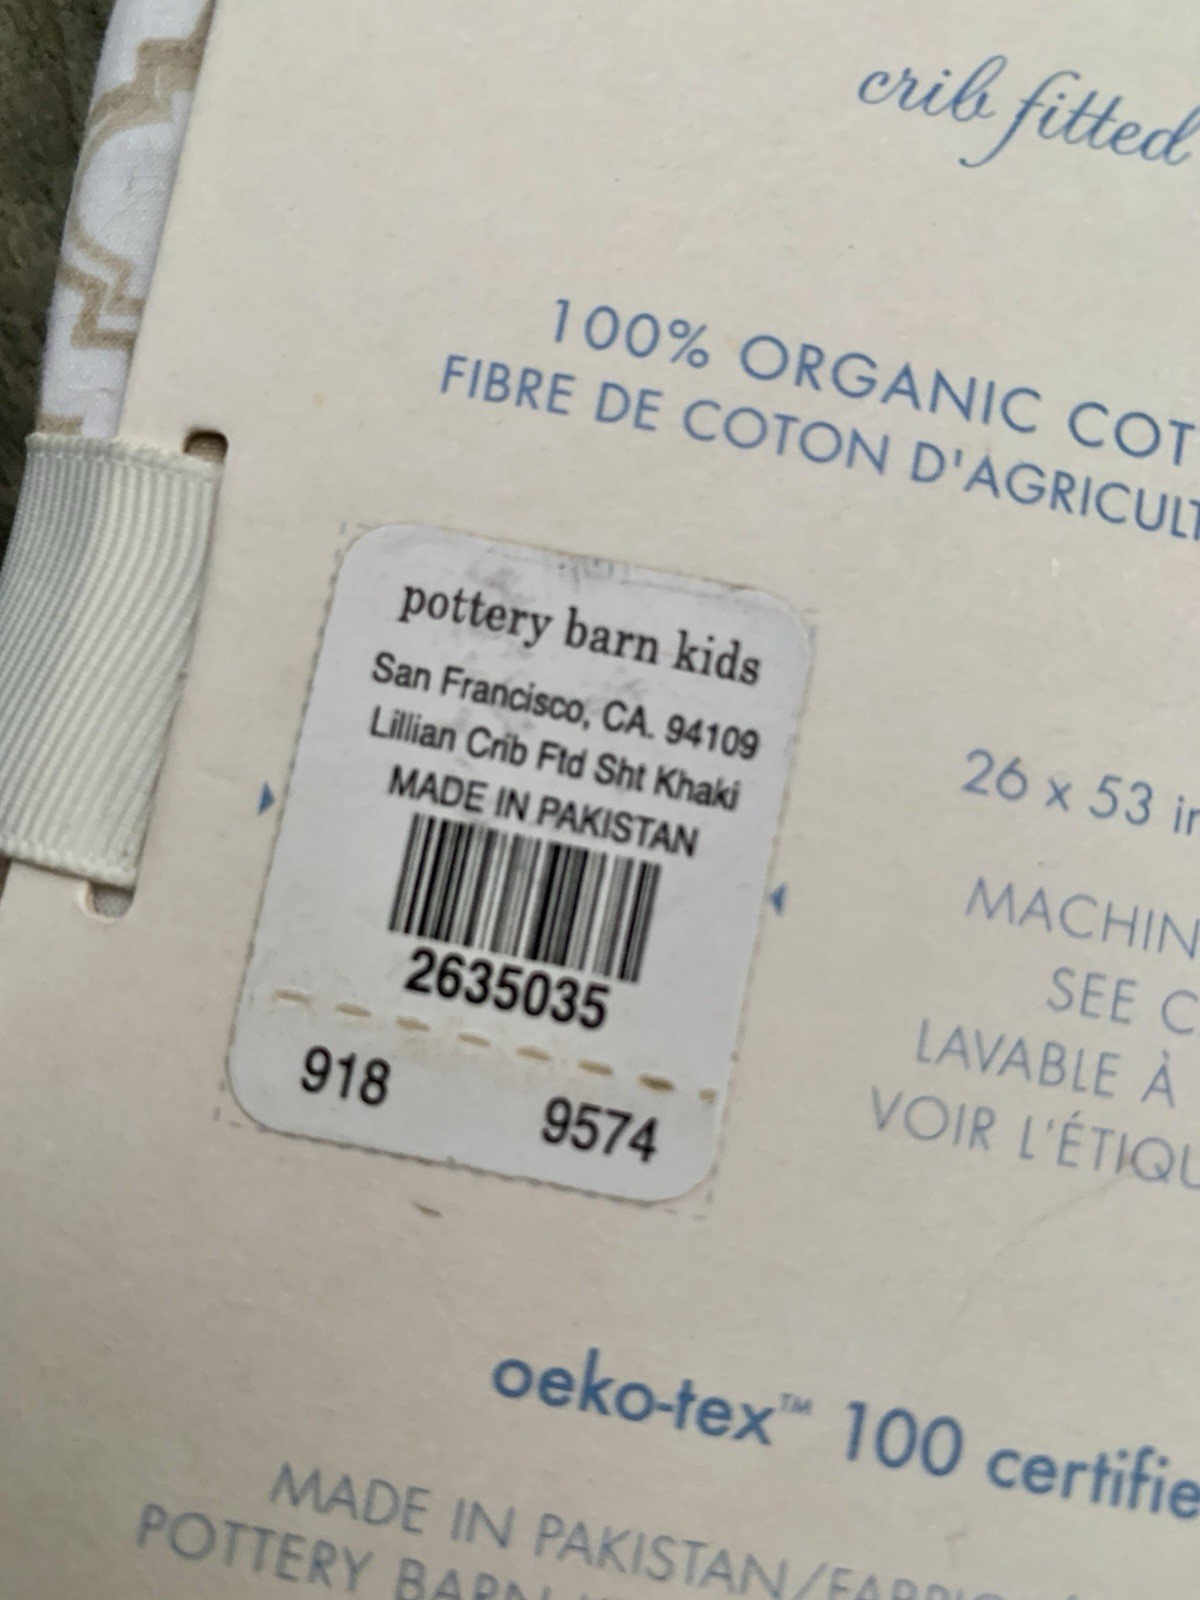 crib fitted
100% ORGANIC COT
FIBRE DE COTON D'AGRICULT
pottery barn kids
San Francisco, CA. 94109
Lillian Crib Ftd Sht Khaki
MADE IN PAKISTAN
2635035
918 9574
26 x 53 in
MACHIN
SEE C
LAVABLE À
VOIR L'ÉTIQU
oeko-tex™ 100 certifie
MADE IN PAKISTAN/FABRI
POTTERY BARN